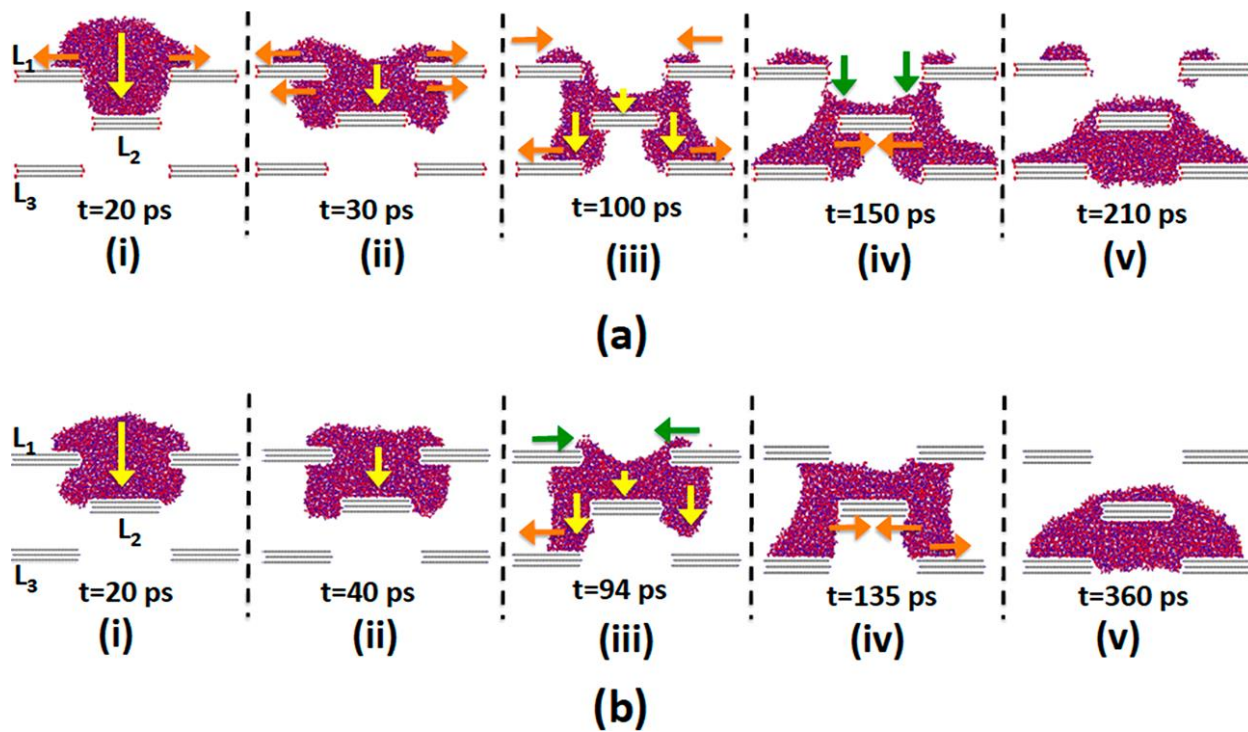 L1
L2
L3
t=20 ps t=30 ps t=100 ps t=150 ps t=210 ps
(i) (ii) (iii) (iv) (v)
(a)
L1
L2
L3
t=20 ps t=40 ps t=94 ps t=135 ps t=360 ps
(i) (ii) (iii) (iv) (v)
(b)